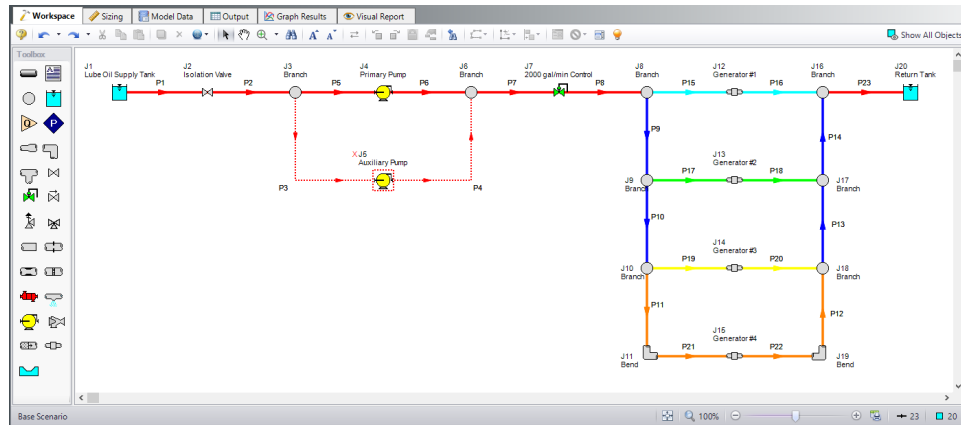 Workspace Sizing Model Data Output Graph Results Visual Report
Show All Objects
Toolbox
J1
Lube Oil Supply Tank
P1
J2
Isolation Valve
P2
J3
Branch
P5
J4
Primary Pump
P6
J6
Branch
P7
J7
2000 gal/min Control
P8
J8
Branch
P15
J12
Generator #1
P16
J16
Branch
P23
J20
Return Tank
P9
P14
X J5
Auxiliary Pump
P3
P4
J13
Generator #2
P17
P18
J9
Branch
J17
Branch
P10
P13
J14
Generator #3
P19
P20
J10
Branch
J18
Branch
P11
P12
J15
Generator #4
P21
P22
J11
Bend
J19
Bend
Base Scenario
100%
23
20